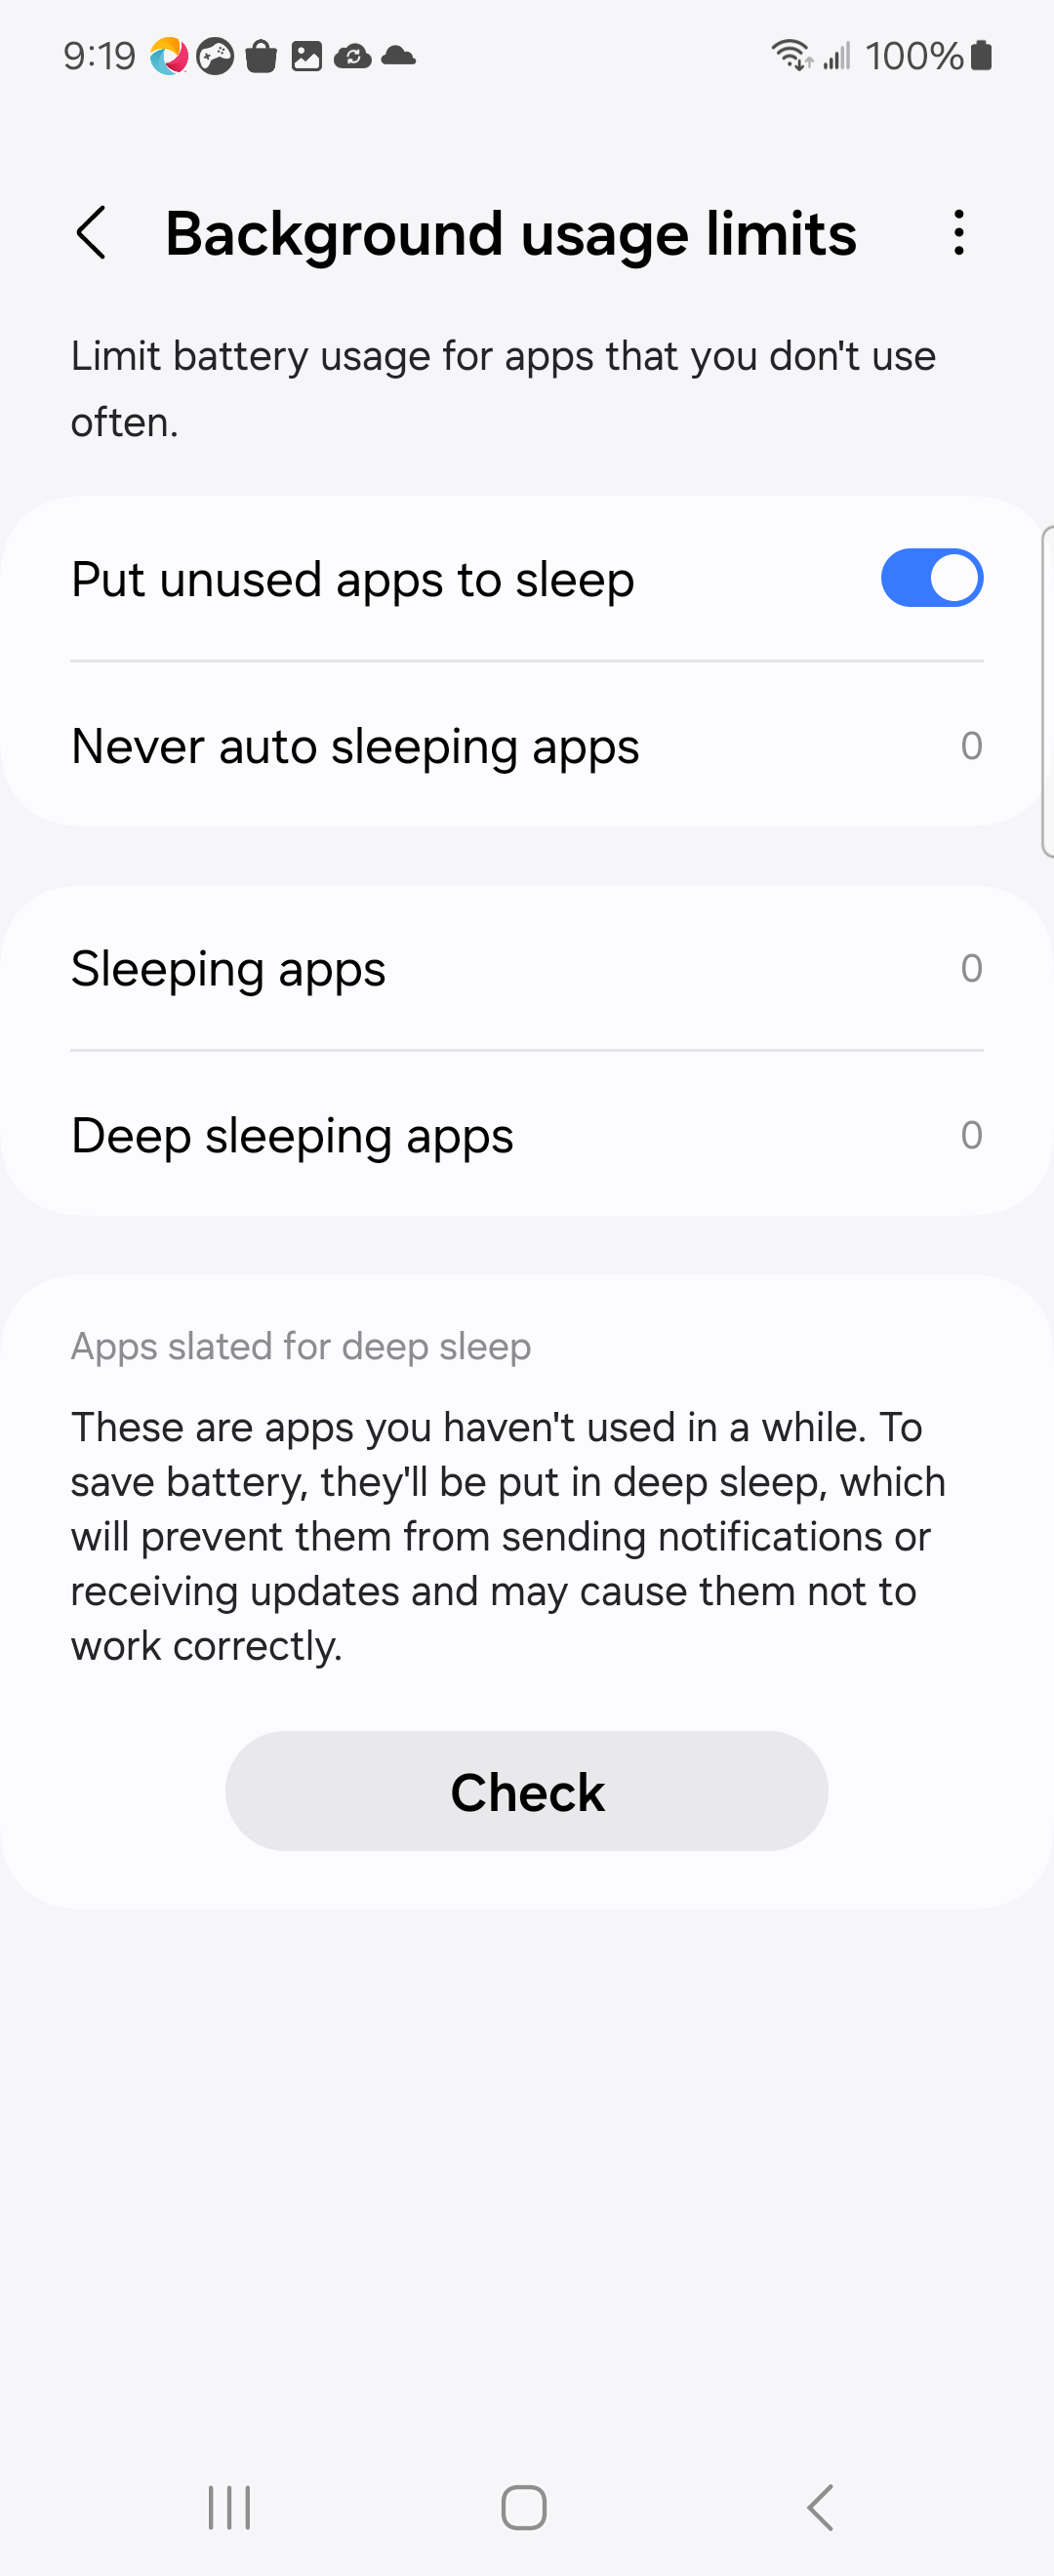 9:19 100%
Background usage limits
Limit battery usage for apps that you don't use
often.
Put unused apps to sleep
Never auto sleeping apps 0
Sleeping apps 0
Deep sleeping apps 0
Apps slated for deep sleep
These are apps you haven't used in a while. To
save battery, they'll be put in deep sleep, which
will prevent them from sending notifications or
receiving updates and may cause them not to
work correctly.
Check